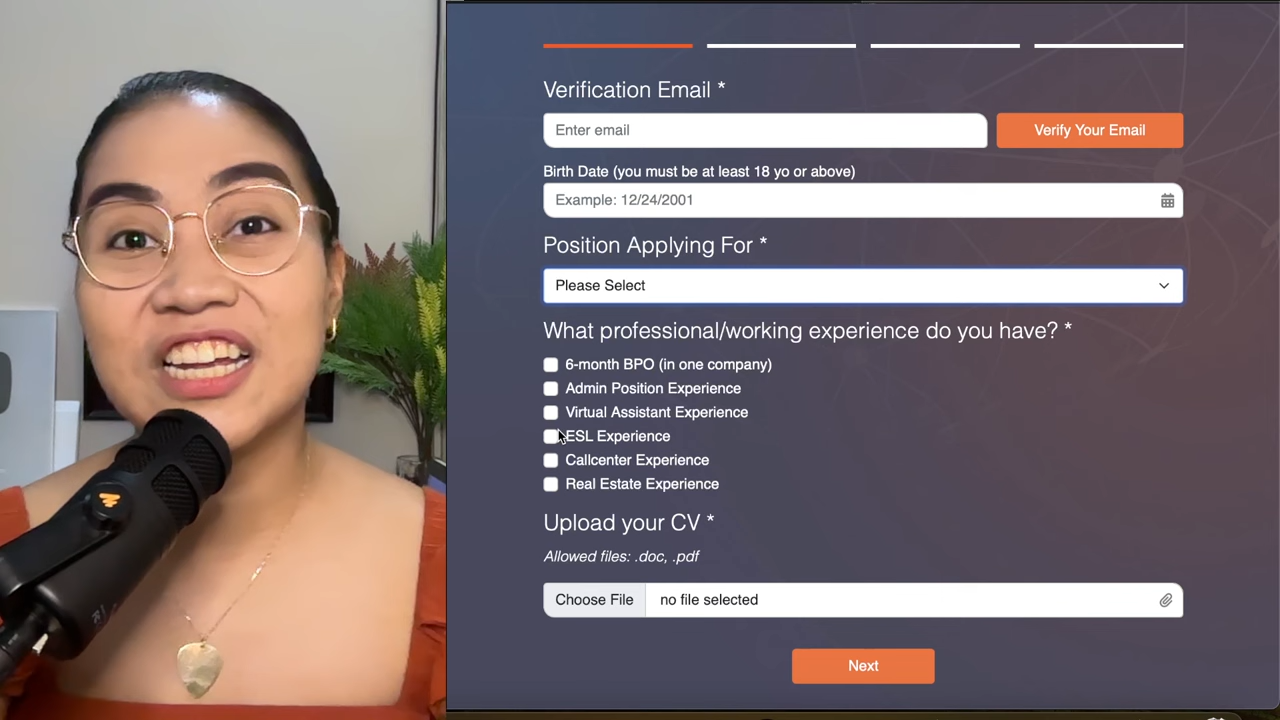 Verification Email *
Enter email
Verify Your Email
Birth Date (you must be at least 18 yo or above)
Example: 12/24/2001
Position Applying For *
Please Select
What professional/working experience do you have? *
6-month BPO (in one company)
Admin Position Experience
Virtual Assistant Experience
ESL Experience
Callcenter Experience
Real Estate Experience
Upload your CV *
Allowed files: .doc, .pdf
Choose File
no file selected
Next